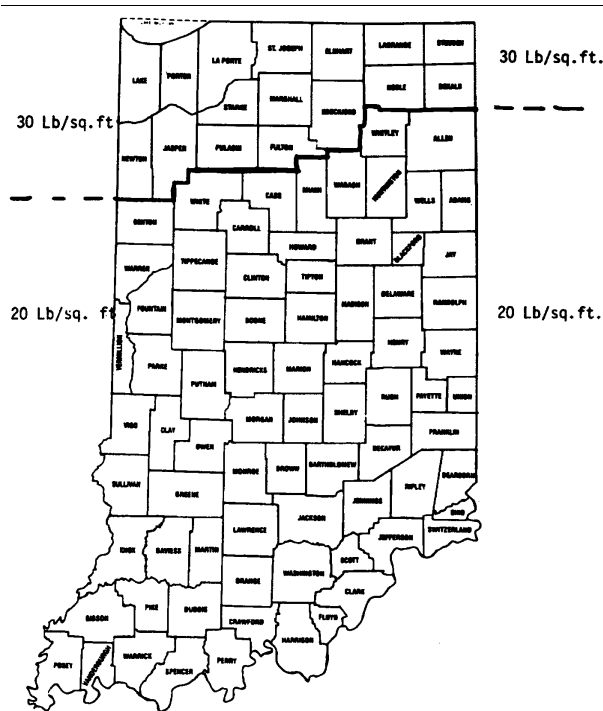 ST. JOSEPH ELKHART LAGRANGE STEUBEN
LA PORTE
LAKE PORTER
30 Lb/sq.ft.
NOBLE DEKALB
STARKE MARSHALL
KOSCIUSKO
30 Lb/sq.ft
WHITLEY ALLEN
NEWTON JASPER PULASKI FULTON
WHITE CASS MIAMI WABASH HUNTINGTON
WELLS ADAMS
BENTON
CARROLL
HOWARD GRANT BLACKFORD JAY
WARREN TIPPECANOE
CLINTON TIPTON
MADISON DELAWARE
20 Lb/sq. ft
FOUNTAIN
MONTGOMERY BOONE HAMILTON
RANDOLPH
20 Lb/sq.ft.
VERMILLION
HENRY WAYNE
PARKE
PUTNAM
HENDRICKS MARION HANCOCK
RUSH FAYETTE UNION
VIGO CLAY
MORGAN JOHNSON SHELBY
FRANKLIN
OWEN
DECATUR
SULLIVAN
MONROE BROWN BARTHOLOMEW
DEARBORN
GREENE
JENNINGS RIPLEY
OHIO
LAWRENCE JACKSON
JEFFERSON SWITZERLAND
KNOX DAVIESS MARTIN
SCOTT
ORANGE WASHINGTON
CLARK
GIBSON PIKE DUBOIS
CRAWFORD
FLOYD
HARRISON
POSEY VANDERBURGH WARRICK SPENCER PERRY